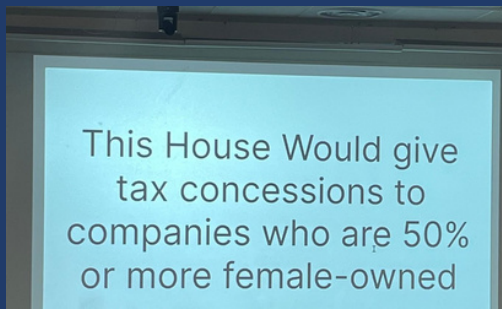 This House Would give
tax concessions to
companies who are 50%
or more female-owned